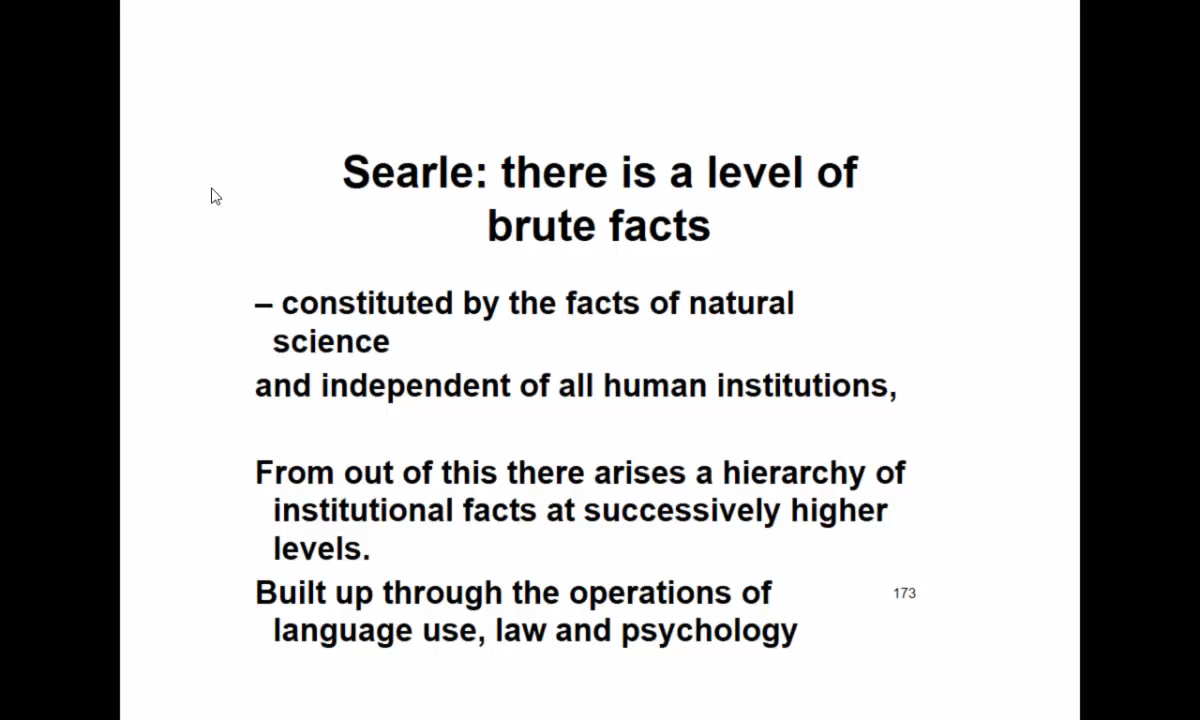 Searle: there is a level of
brute facts
– constituted by the facts of natural
science
and independent of all human institutions,
From out of this there arises a hierarchy of
institutional facts at successively higher
levels.
Built up through the operations of
language use, law and psychology
173